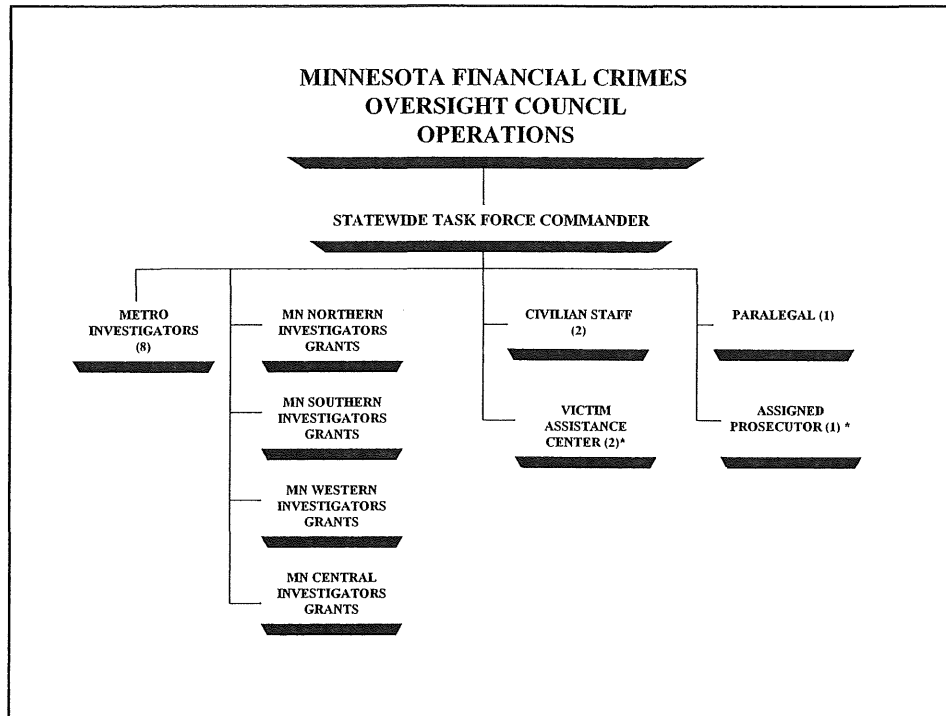 MINNESOTA FINANCIAL CRIMES
OVERSIGHT COUNCIL
OPERATIONS
STATEWIDE TASK FORCE COMMANDER
METRO
INVESTIGATORS
(8)
MN NORTHERN
INVESTIGATORS
GRANTS
MN SOUTHERN
INVESTIGATORS
GRANTS
MN WESTERN
INVESTIGATORS
GRANTS
MN CENTRAL
INVESTIGATORS
GRANTS
CIVILIAN STAFF
(2)
VICTIM
ASSISTANCE
CENTER (2)*
PARALEGAL (1)
ASSIGNED
PROSECUTOR (1) *